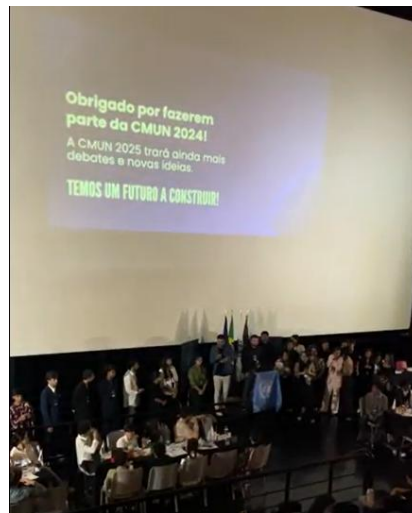 Obrigado por fazerem
parte da CMUN 2024!
A CMUN 2025 trará ainda mais
debates e novas ideias
TEMOS UM FUTURO A CONSTRUIR!